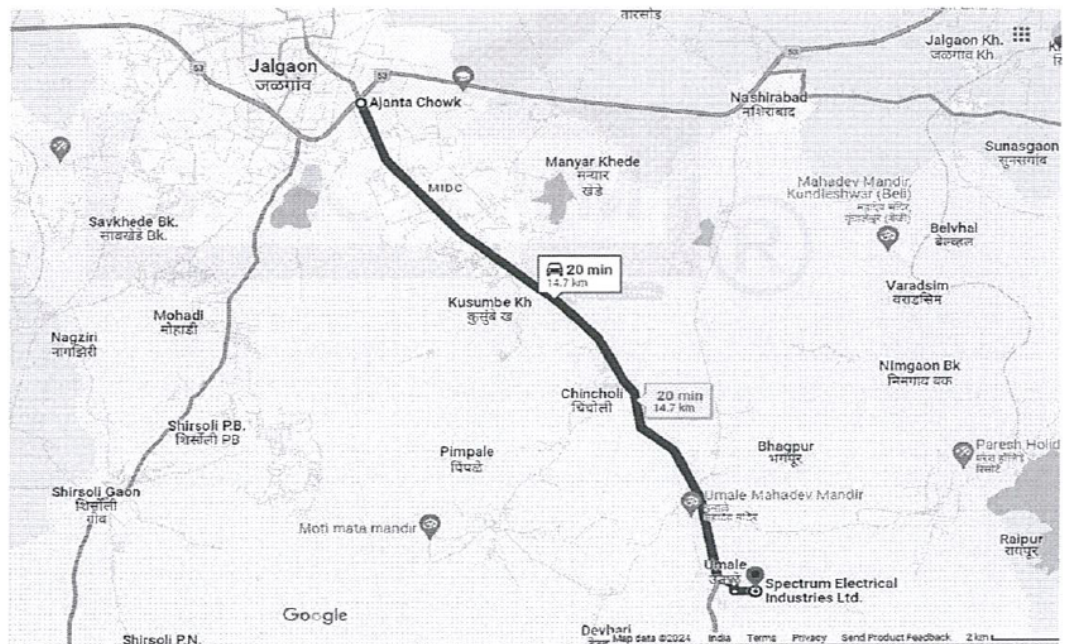 तारसोड
Jalgaon Kh.
जळगाव Kh.
53
53
Jalgaon
जळगांव
53
Ajanta Chowk
Nashirabad
नशिराबाद
Sunasgaon
सुनसगांव
Manyar Khede
मन्यार
खेडे
MIDC
Mahadev Mandir,
Kundleshwar (Beli)
Savkhede Bk.
सावखेडे Bk.
Belvhal
बेल्व्हल
20 min
14.7 km
Varadsim
वराडसिम
Kusumbe Kh
कुसुंबे ख
Mohadi
मोहाडी
Nagziri
नागझिरी
Nimgaon Bk
निमगाव बक
Chincholi
चिंचोली
20 min
14.7 km
Shirsoli P.B.
शिर्सोली PB
Pimpale
पिंपळे
Bhagpur
भागपूर
Paresh Holid
Shirsoli Gaon
शिर्सोली
गांव
Umale Mahadev Mandir
Moti mata mandir
Raipur
रायपूर
Umale
उमाळे
Spectrum Electrical
Industries Ltd.
Google
Shirsoli P.N.
Devhari
Map data ©2024 India Terms Privacy Send Product Feedback 2 km